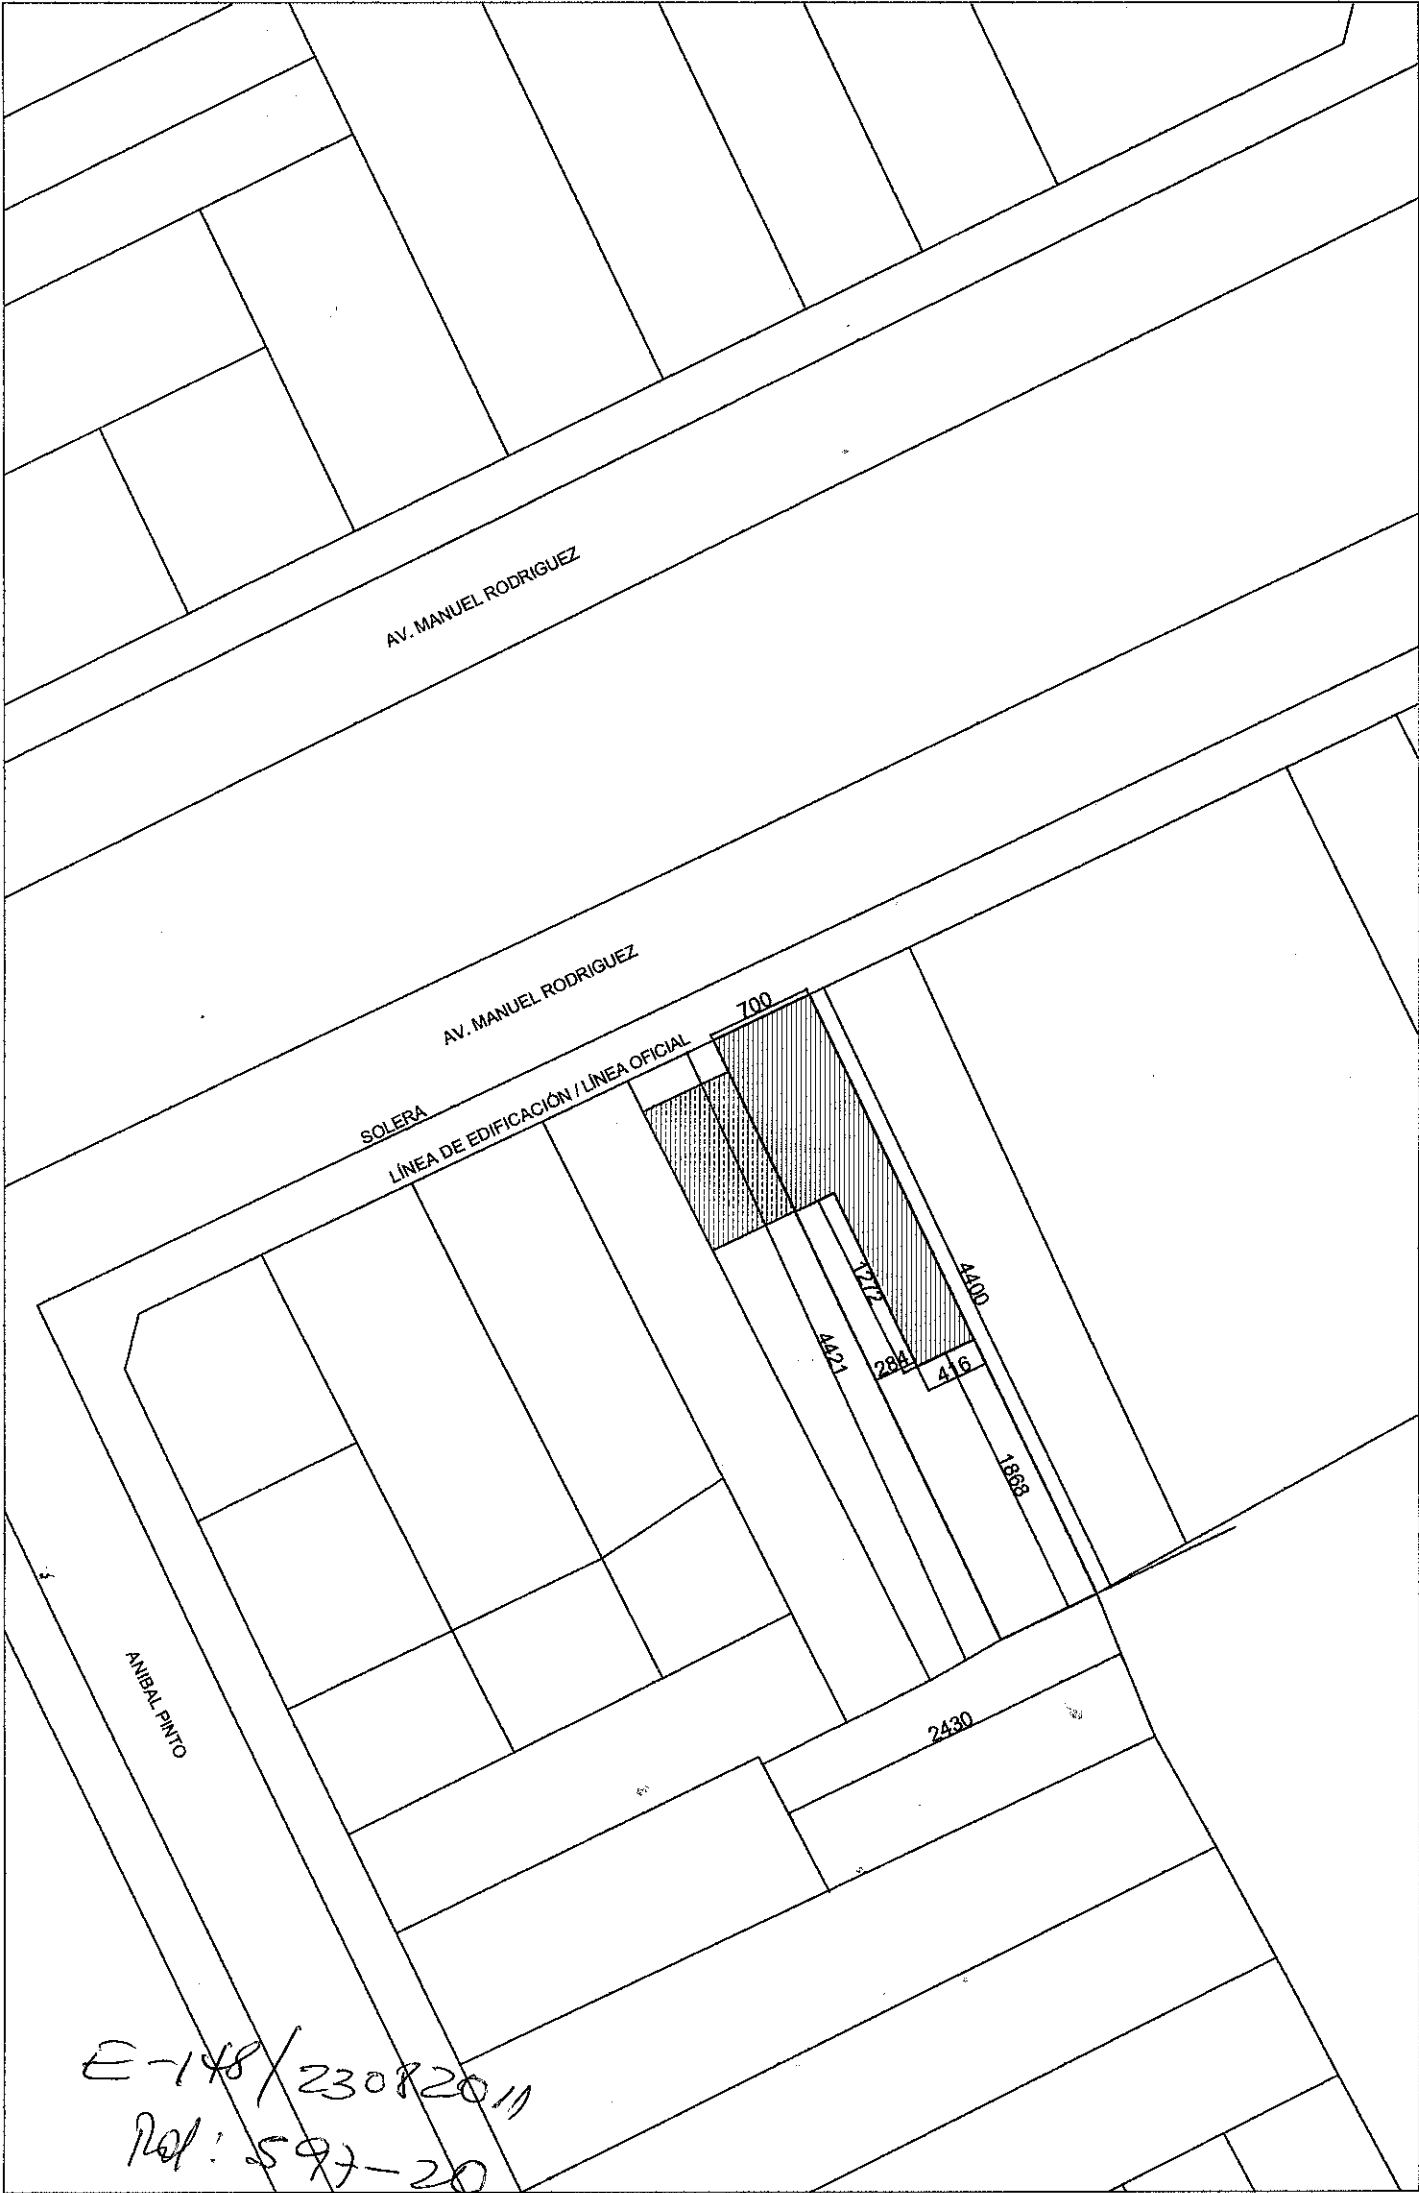 AV. MANUEL RODRIGUEZ
AV. MANUEL RODRIGUEZ
700
SOLERA
LÍNEA DE EDIFICACIÓN / LÍNEA OFICIAL
1272
4400
4421
284
416
1868
2430
ANIBAL PINTO
E-148/23082011
Rol: 597-20